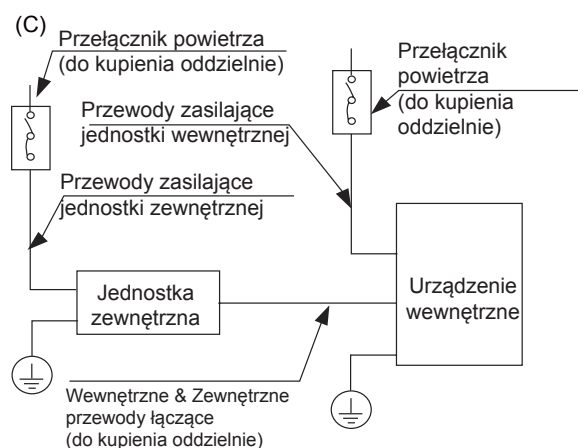 (C)
Przełącznik powietrza
(do kupienia oddzielnie)
Przełącznik
powietrza
(do kupienia
oddzielnie)
Przewody zasilające
jednostki wewnętrznej
Przewody zasilające
jednostki zewnętrznej
Jednostka
zewnętrzna
Urządzenie
wewnętrzne
Wewnętrzne & Zewnętrzne
przewody łączące
(do kupienia oddzielnie)